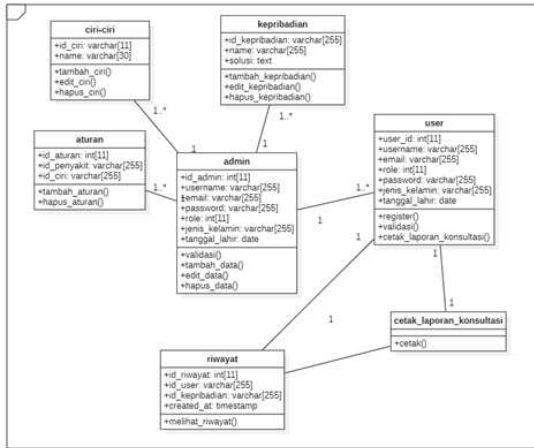 ciri-ciri
+id_ciri: varchar[11]
+name: varchar[30]
+tambah_ciri()
+edit_ciri()
+hapus_ciri()
kepribadian
+id_kepribadian: varchar[255]
+name: varchar[255]
+solusi: text
+tambah_kepribadian()
+edit_kepribadian()
+hapus_kepribadian()
1..*
1..*
aturan
+id_aturan: int[11]
+id_penyakit: varchar[255]
+id_ciri: varchar[255]
+tambah_aturan()
+hapus_aturan()
1..*
1
1
admin
+id_admin: int[11]
+username: varchar[255]
+email: varchar[255]
+password: varchar[255]
+role: int[11]
+jenis_kelamin: varchar[255]
+tanggal_lahir: date
+validasi()
+tambah_data()
+edit_data()
+hapus_data()
1
1..*
user
+user_id: int[11]
+username: varchar[255]
+email: varchar[255]
+role: int[11]
+password: varchar[255]
+jenis_kelamin: varchar[255]
+tanggal_lahir: date
+register()
+validasi()
+cetak_laporan_konsultasi()
1
1
1
1
cetak_laporan_konsultasi
+cetak()
riwayat
+id_riwayat: int[11]
+id_user: varchar[255]
+id_kepribadian: varchar[255]
+created_at: timestamp
+melihat_riwayat()